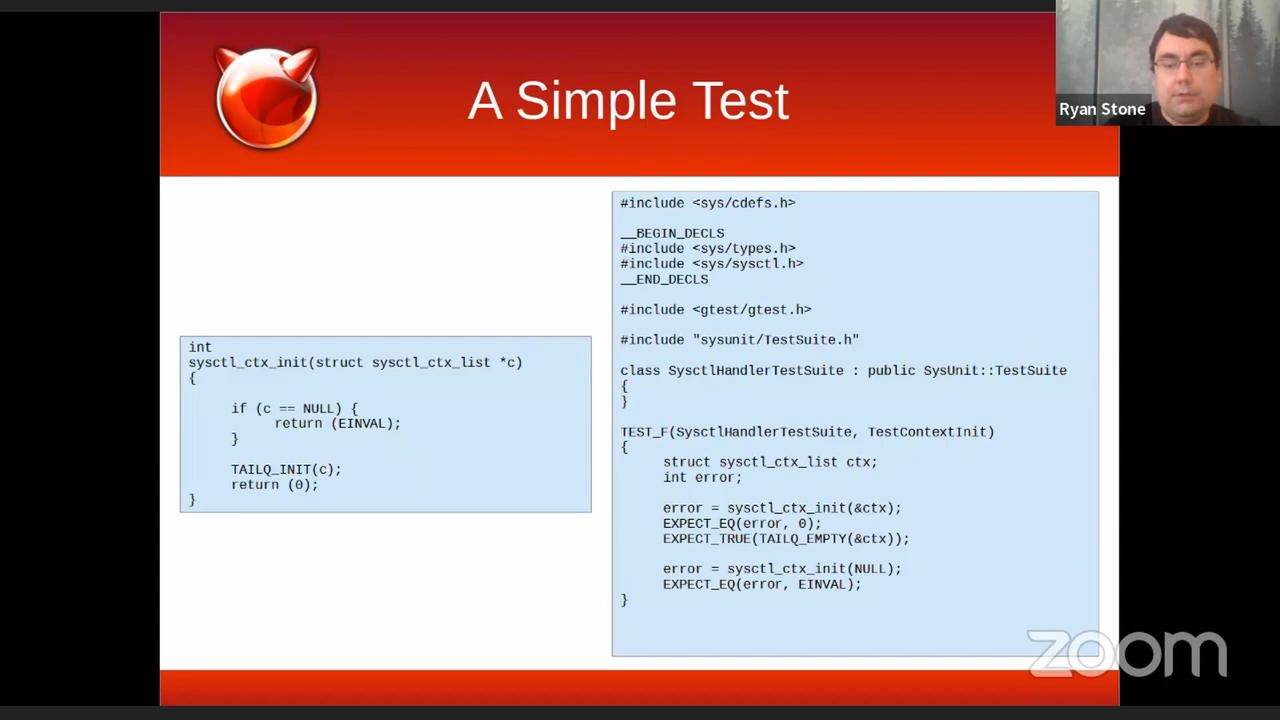 A Simple Test
Ryan Stone
int
sysctl_ctx_init(struct sysctl_ctx_list *c)
{
if (c == NULL) {
return (EINVAL);
}
TAILQ_INIT(c);
return (0);
}
#include <sys/cdefs.h>
__BEGIN_DECLS
#include <sys/types.h>
#include <sys/sysctl.h>
__END_DECLS
#include <gtest/gtest.h>
#include "sysunit/TestSuite.h"
class SysctlHandlerTestSuite : public SysUnit::TestSuite
{
}
TEST_F(SysctlHandlerTestSuite, TestContextInit)
{
struct sysctl_ctx_list ctx;
int error;
error = sysctl_ctx_init(&ctx);
EXPECT_EQ(error, 0);
EXPECT_TRUE(TAILQ_EMPTY(&ctx));
error = sysctl_ctx_init(NULL);
EXPECT_EQ(error, EINVAL);
}
zoom